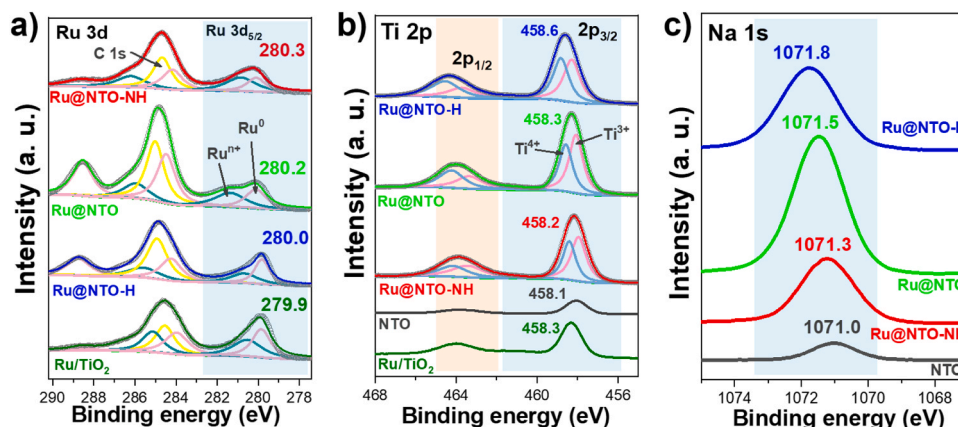 a)
Ru 3d
Ru 3d5/2
C 1s
280.3
Ru@NTO-NH
Ruⁿ⁺
Ru⁰
280.2
Ru@NTO
280.0
Ru@NTO-H
279.9
Ru/TiO₂
290 288 286 284 282 280 278
Binding energy (eV)
Intensity (a. u.)
b)
Ti 2p
458.6
2p3/2
2p1/2
Ru@NTO-H
458.3
Ti³⁺
Ti⁴⁺
Ru@NTO
458.2
Ru@NTO-NH
458.1
NTO
458.3
Ru/TiO₂
468 464 460 456
Binding energy (eV)
Intensity (a. u.)
c)
Na 1s
1071.8
Ru@NTO-H
1071.5
Ru@NTO
1071.3
Ru@NTO-NH
1071.0
NTO
1074 1072 1070 1068
Binding energy (eV)
Intensity (a. u.)